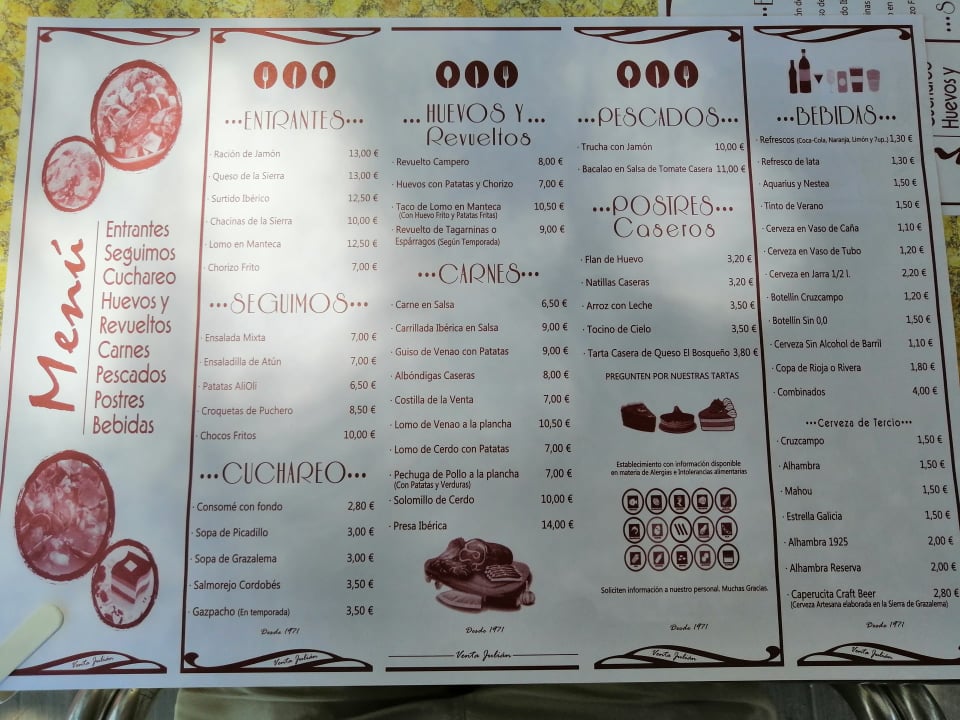 Menú
Entrantes
Seguimos
Cuchareo
Huevos y
Revueltos
Carnes
Pescados
Postres
Bebidas
Venta Julián
...ENTRANTES...
· Ración de Jamón 13,00 €
· Queso de la Sierra 13,00 €
· Surtido Ibérico 12,50 €
· Chacinas de la Sierra 10,00 €
· Lomo en Manteca 12,50 €
· Chorizo Frito 7,00 €
...SEGUIMOS...
· Ensalada Mixta 7,00 €
· Ensaladilla de Atún 7,00 €
· Patatas AliOli 6,50 €
· Croquetas de Puchero 8,50 €
· Chocos Fritos 10,00 €
...CUCHAREO...
· Consomé con fondo 2,80 €
· Sopa de Picadillo 3,00 €
· Sopa de Grazalema 3,00 €
· Salmorejo Cordobés 3,50 €
· Gazpacho (En temporada) 3,50 €
Desde 1971
Venta Julián
...HUEVOS Y...
Revueltos
· Revuelto Campero 8,00 €
· Huevos con Patatas y Chorizo 7,00 €
· Taco de Lomo en Manteca 10,50 €
(Con Huevo Frito y Patatas Fritas)
· Revuelto de Tagarninas o 9,00 €
Espárragos (Según Temporada)
...CARNES...
· Carne en Salsa 6,50 €
· Carrillada Ibérica en Salsa 9,00 €
· Guiso de Venao con Patatas 9,00 €
· Albóndigas Caseras 8,00 €
· Costilla de la Venta 7,00 €
· Lomo de Venao a la plancha 10,50 €
· Lomo de Cerdo con Patatas 7,00 €
· Pechuga de Pollo a la plancha 7,00 €
(Con Patatas y Verduras)
· Solomillo de Cerdo 10,00 €
· Presa Ibérica 14,00 €
Desde 1971
Venta Julián
...PESCADOS...
· Trucha con Jamón 10,00 €
· Bacalao en Salsa de Tomate Casera 11,00 €
...POSTRES...
Caseros
· Flan de Huevo 3,20 €
· Natillas Caseras 3,20 €
· Arroz con Leche 3,50 €
· Tocino de Cielo 3,50 €
· Tarta Casera de Queso El Bosqueño 3,80 €
PREGUNTEN POR NUESTRAS TARTAS
Establecimiento con información disponible
en materia de Alergias e Intolerancias alimentarias
Soliciten información a nuestro personal. Muchas Gracias.
Desde 1971
Venta Julián
...BEBIDAS...
· Refrescos (Coca-Cola, Naranja, Limón y 7up.) 1,30 €
· Refresco de lata 1,30 €
· Aquarius y Nestea 1,50 €
· Tinto de Verano 1,50 €
· Cerveza en Vaso de Caña 1,10 €
· Cerveza en Vaso de Tubo 1,20 €
· Cerveza en Jarra 1/2 l. 2,20 €
· Botellín Cruzcampo 1,20 €
· Botellín Sin 0,0 1,50 €
· Cerveza Sin Alcohol de Barril 1,10 €
· Copa de Rioja o Rivera 1,80 €
· Combinados 4,00 €
...Cerveza de Tercio...
· Cruzcampo 1,50 €
· Alhambra 1,50 €
· Mahou 1,50 €
· Estrella Galicia 1,50 €
· Alhambra 1925 2,00 €
· Alhambra Reserva 2,00 €
· Caperucita Craft Beer 2,80 €
(Cerveza Artesana elaborada en la Sierra de Grazalema)
Desde 1971
Venta Julián
Huevos y